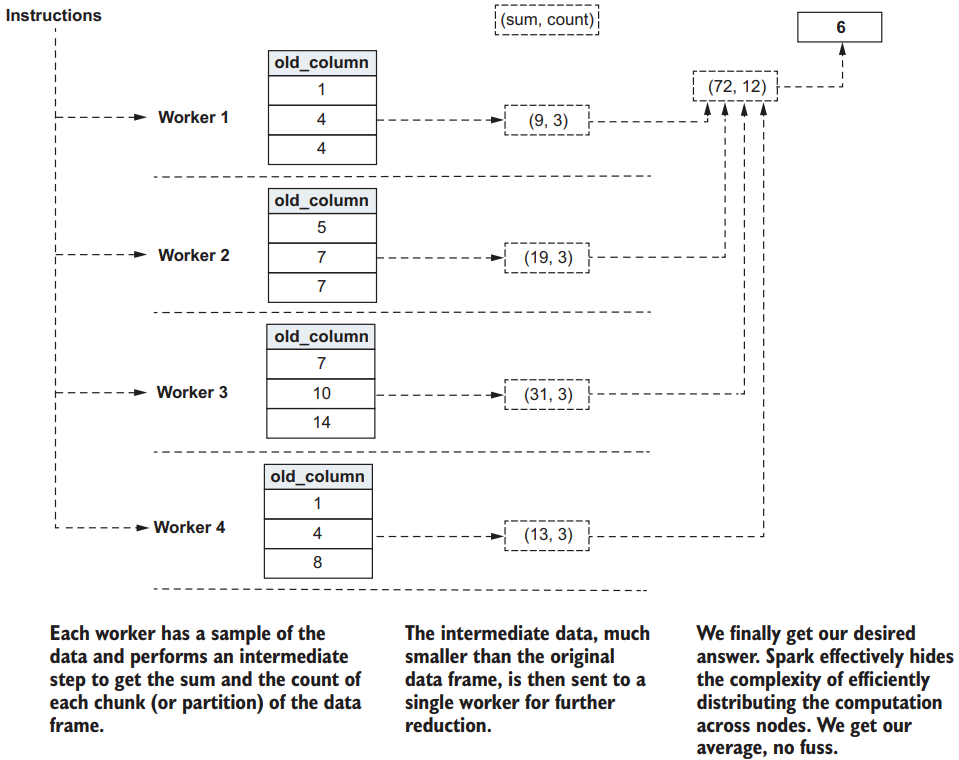 Instructions
(sum, count)
6
(72, 12)
Worker 1
old_column
1
4
4
(9, 3)
Worker 2
old_column
5
7
7
(19, 3)
Worker 3
old_column
7
10
14
(31, 3)
Worker 4
old_column
1
4
8
(13, 3)
Each worker has a sample of the
data and performs an intermediate
step to get the sum and the count of
each chunk (or partition) of the data
frame.
The intermediate data, much
smaller than the original
data frame, is then sent to a
single worker for further
reduction.
We finally get our desired
answer. Spark effectively hides
the complexity of efficiently
distributing the computation
across nodes. We get our
average, no fuss.